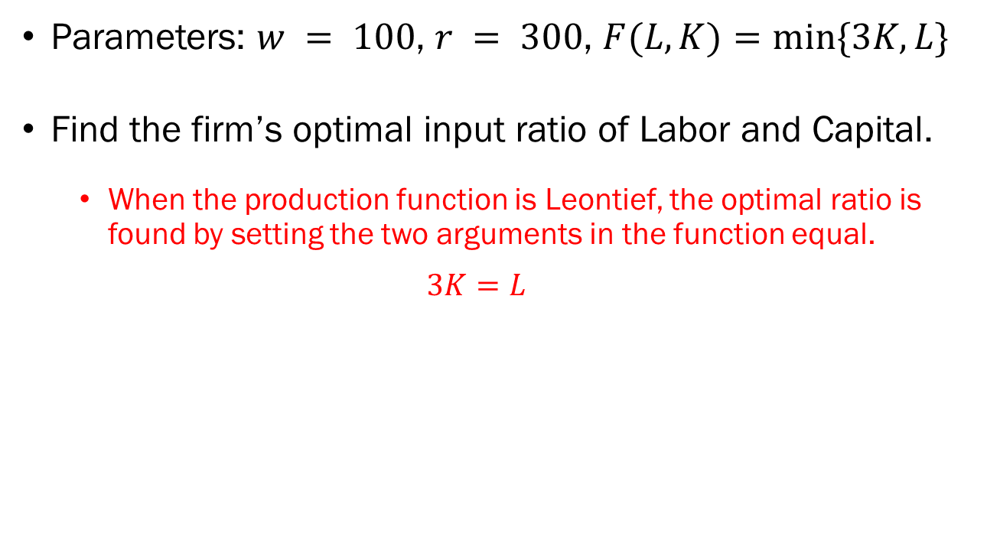 • Parameters: w = 100, r = 300, F(L, K) = min{3K, L}
• Find the firm’s optimal input ratio of Labor and Capital.
• When the production function is Leontief, the optimal ratio is
found by setting the two arguments in the function equal.
3K = L